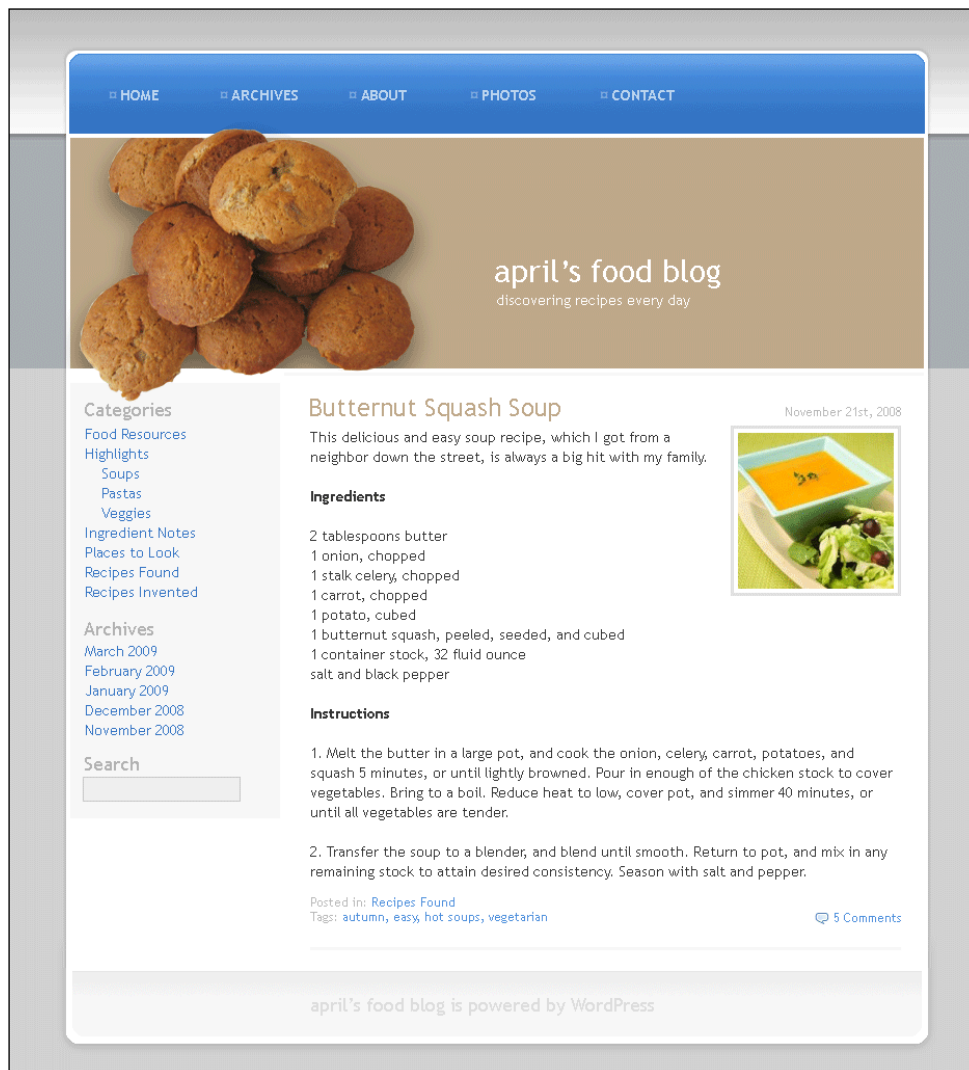 HOME ARCHIVES ABOUT PHOTOS CONTACT
april's food blog
discovering recipes every day
Categories
Food Resources
Highlights
Soups
Pastas
Veggies
Ingredient Notes
Places to Look
Recipes Found
Recipes Invented
Archives
March 2009
February 2009
January 2009
December 2008
November 2008
Search
Butternut Squash Soup
November 21st, 2008
This delicious and easy soup recipe, which I got from a
neighbor down the street, is always a big hit with my family.
Ingredients
2 tablespoons butter
1 onion, chopped
1 stalk celery, chopped
1 carrot, chopped
1 potato, cubed
1 butternut squash, peeled, seeded, and cubed
1 container stock, 32 fluid ounce
salt and black pepper
Instructions
1. Melt the butter in a large pot, and cook the onion, celery, carrot, potatoes, and
squash 5 minutes, or until lightly browned. Pour in enough of the chicken stock to cover
vegetables. Bring to a boil. Reduce heat to low, cover pot, and simmer 40 minutes, or
until all vegetables are tender.
2. Transfer the soup to a blender, and blend until smooth. Return to pot, and mix in any
remaining stock to attain desired consistency. Season with salt and pepper.
Posted in: Recipes Found
Tags: autumn, easy, hot soups, vegetarian
5 Comments
april's food blog is powered by WordPress